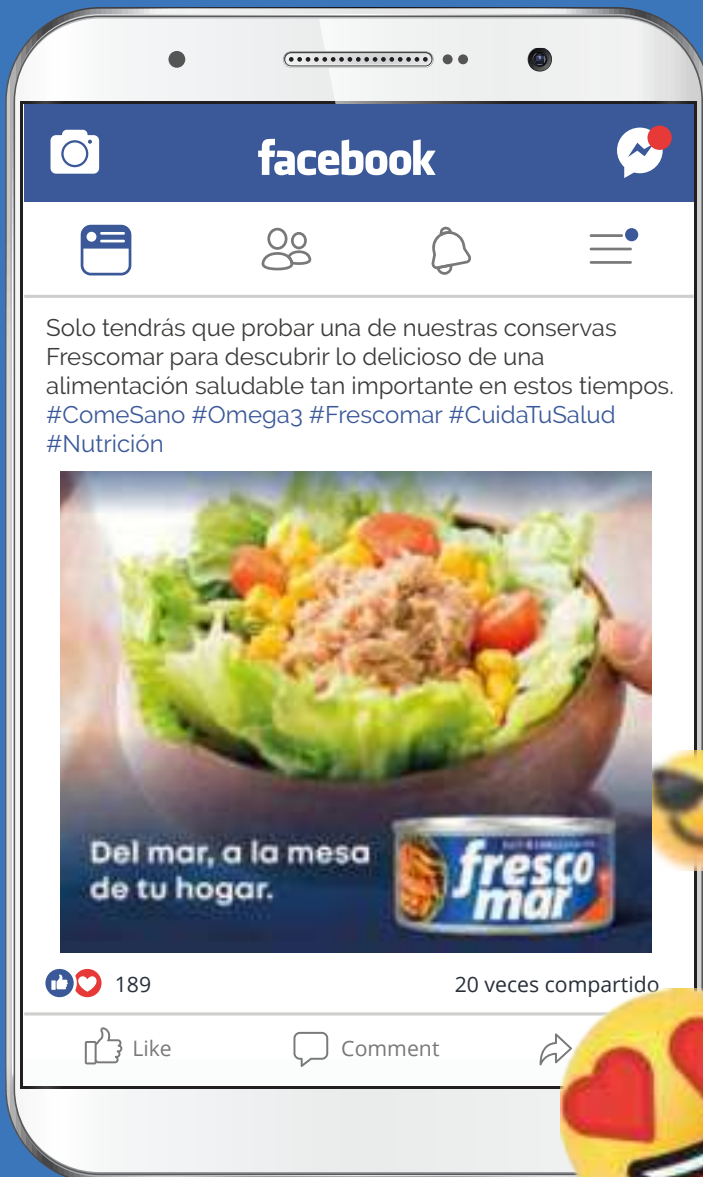 facebook
Solo tendrás que probar una de nuestras conservas
Frescomar para descubrir lo delicioso de una
alimentación saludable tan importante en estos tiempos.
#ComeSano #Omega3 #Frescomar #CuidaTuSalud
#Nutrición
Del mar, a la mesa
de tu hogar.
fresco
mar
189 20 veces compartido
Like Comment